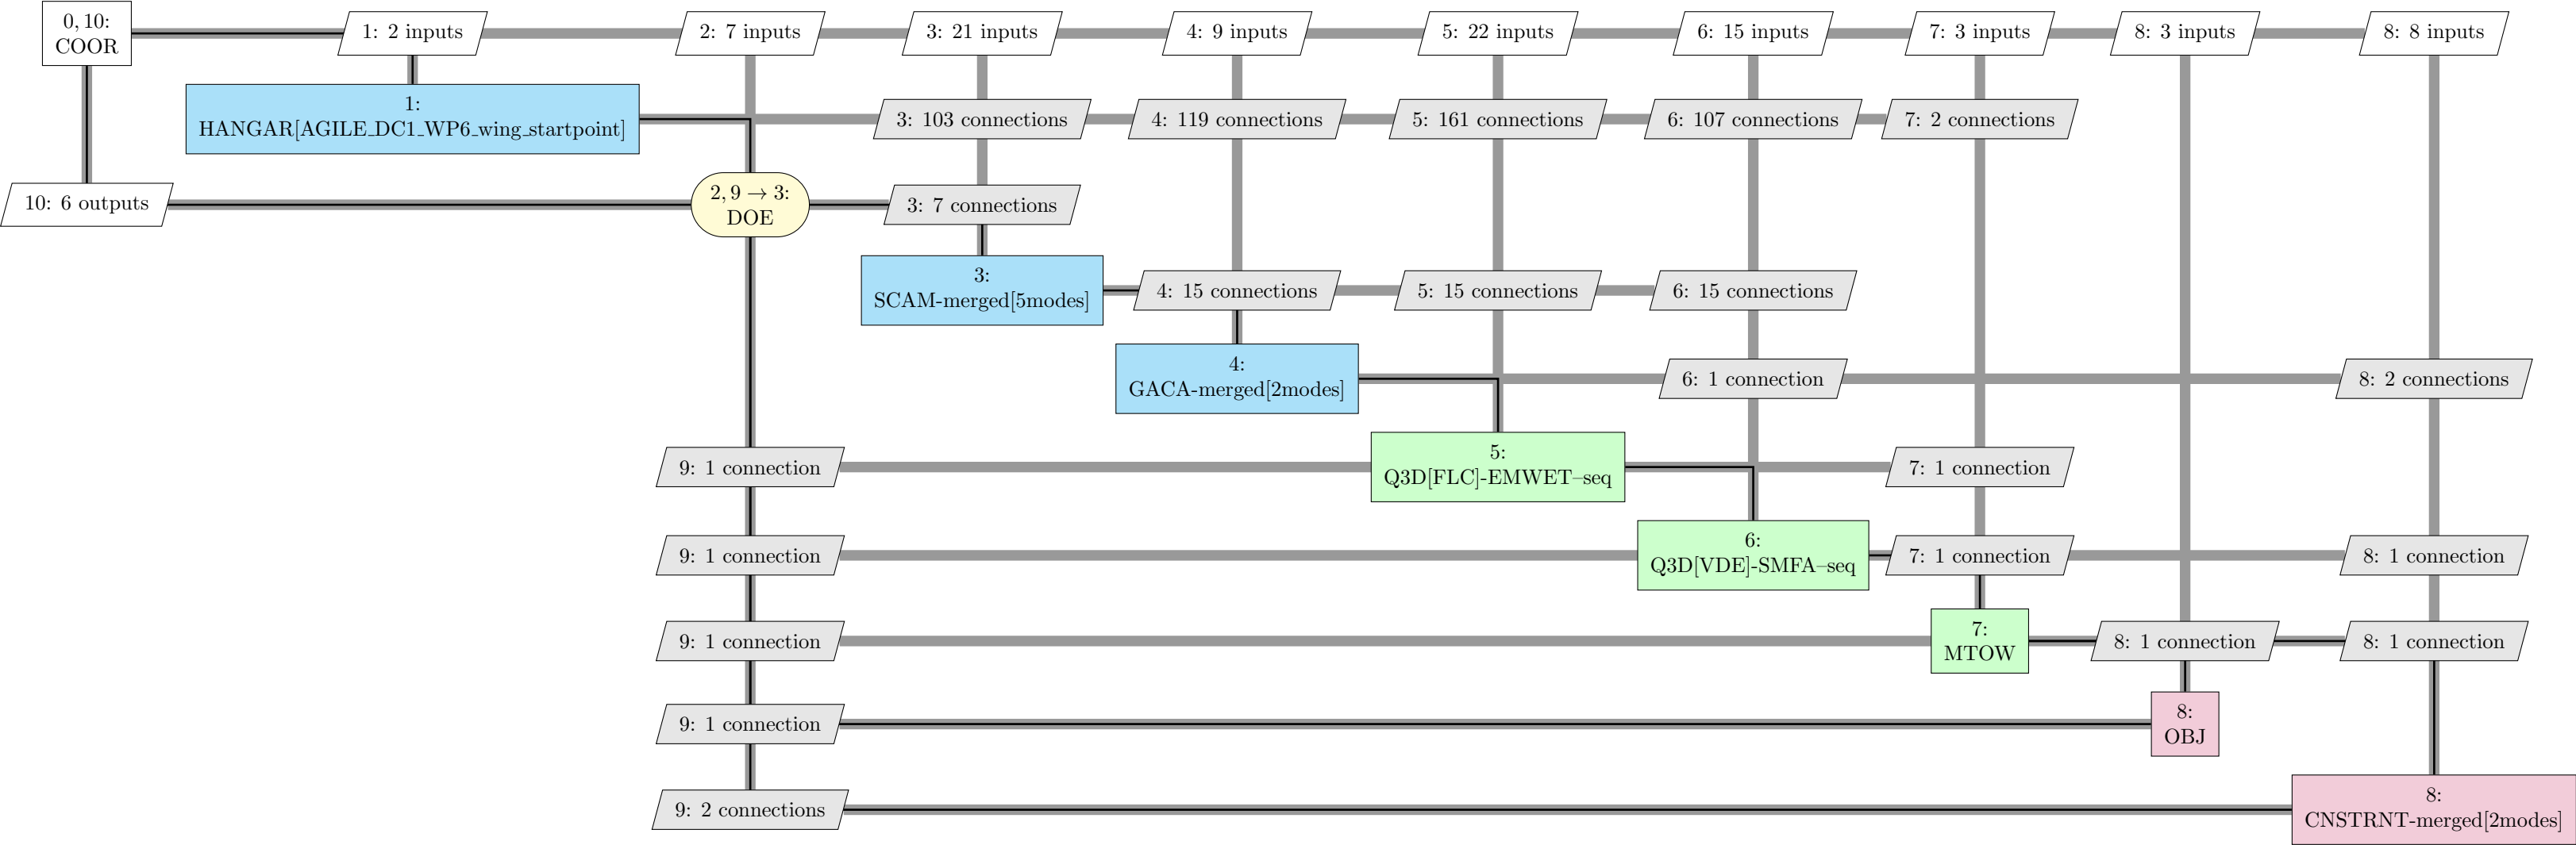 0, 10:
COOR
1: 2 inputs
2: 7 inputs
3: 21 inputs
4: 9 inputs
5: 22 inputs
6: 15 inputs
7: 3 inputs
8: 3 inputs
8: 8 inputs
1:
HANGAR[AGILE_DC1_WP6_wing_startpoint]
3: 103 connections
4: 119 connections
5: 161 connections
6: 107 connections
7: 2 connections
10: 6 outputs
2, 9 → 3:
DOE
3: 7 connections
3:
SCAM-merged[5modes]
4: 15 connections
5: 15 connections
6: 15 connections
4:
GACA-merged[2modes]
6: 1 connection
8: 2 connections
9: 1 connection
5:
Q3D[FLC]-EMWET–seq
7: 1 connection
9: 1 connection
6:
Q3D[VDE]-SMFA–seq
7: 1 connection
8: 1 connection
9: 1 connection
7:
MTOW
8: 1 connection
8: 1 connection
9: 1 connection
8:
OBJ
9: 2 connections
8:
CNSTRNT-merged[2modes]